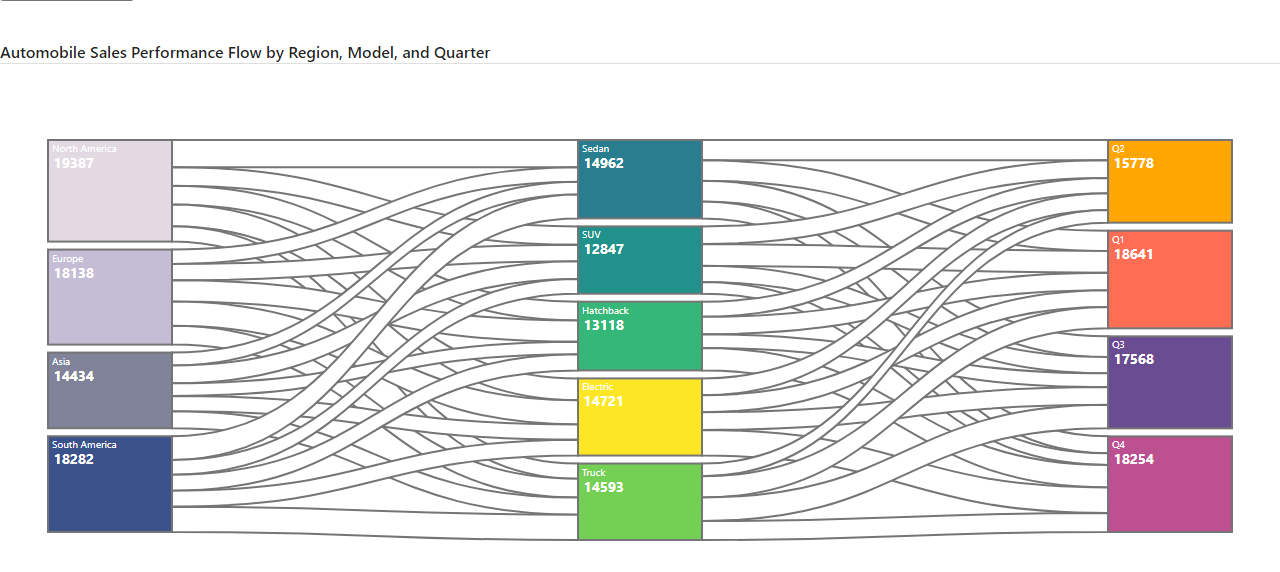 Automobile Sales Performance Flow by Region, Model, and Quarter
North America
19387
Europe
18138
Asia
14434
South America
18282
Sedan
14962
SUV
12847
Hatchback
13118
Electric
14721
Truck
14593
Q2
15778
Q1
18641
Q3
17568
Q4
18254